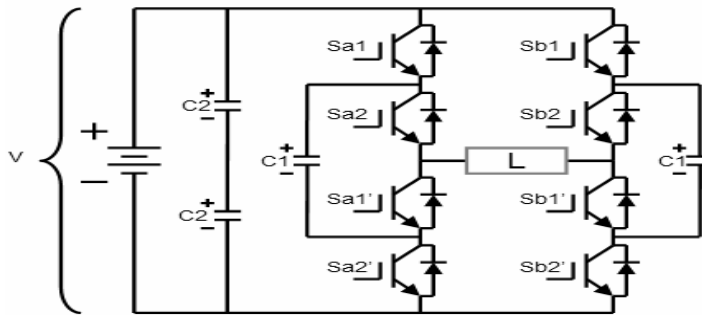 Sa1
Sb1
C2
+
-
Sa2
Sb2
V
+
-
C1
+
-
L
C1
+
-
C2
+
-
Sa1’
Sb1’
Sa2’
Sb2’